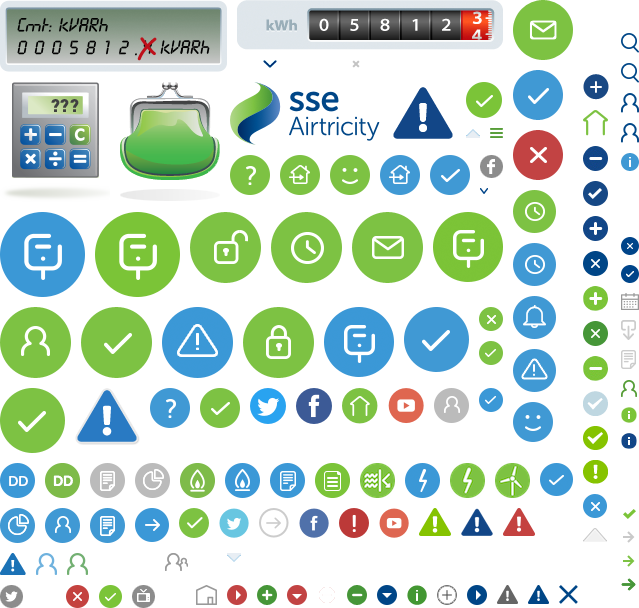 Cmt: kVARh
0005812.X kVARh
kWh 0 5 8 1 2 3
4
???
C
sse
Airtricity
DD DD